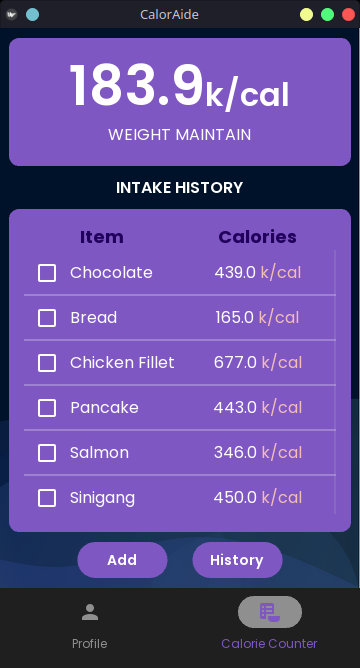 CalorAide
183.9k/cal
WEIGHT MAINTAIN
INTAKE HISTORY
Item Calories
Chocolate 439.0 k/cal
Bread 165.0 k/cal
Chicken Fillet 677.0 k/cal
Pancake 443.0 k/cal
Salmon 346.0 k/cal
Sinigang 450.0 k/cal
Add History
Profile Calorie Counter